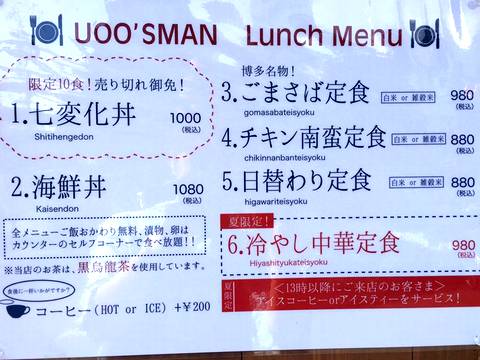 UOO'SMAN Lunch Menu
限定10食！売り切れ御免！
1.七変化丼 1000
(税込)
Shitihengedon
2.海鮮丼 1080
(税込)
Kaisendon
全メニューご飯おかわり無料、漬物、卵は
カウンターのセルフコーナーで食べ放題！！
※当店のお茶は、黒烏龍茶を使用しています。
食後に一杯いかがですか？
コーヒー(HOT or ICE) +¥200
博多名物！
3.ごまさば定食 白米 or 雑穀米 980
(税込)
gomasabateisyoku
4.チキン南蛮定食 白米 or 雑穀米 880
(税込)
chikinnanbanteisyoku
5.日替わり定食 白米 or 雑穀米 880
(税込)
higawariteisyoku
夏限定！
6.冷やし中華定食 980
(税込)
Hiyashityukateisyoku
夏限定
＜13時以降にご来店のお客さま＞
アイスコーヒーorアイスティーをサービス！